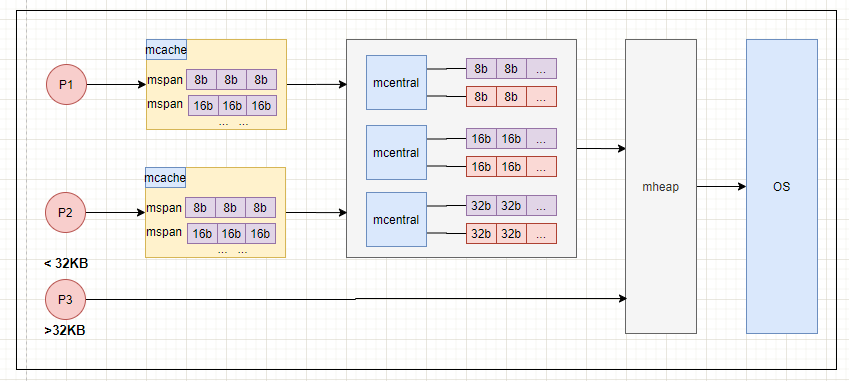 P1
mcache
mspan 8b 8b 8b
mspan 16b 16b 16b
... ...
P2
mcache
mspan 8b 8b 8b
mspan 16b 16b 16b
... ...
< 32KB
P3
>32KB
mcentral
8b 8b ...
8b 8b ...
mcentral
16b 16b ...
16b 16b ...
mcentral
32b 32b ...
32b 32b ...
mheap
OS